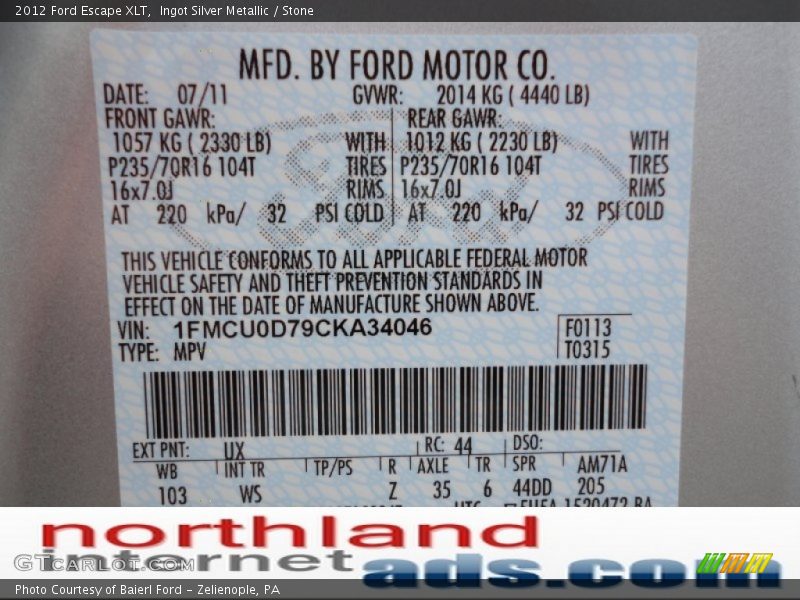 2012 Ford Escape XLT,  Ingot Silver Metallic / Stone
MFD. BY FORD MOTOR CO.
DATE: 07/11 GVWR: 2014 KG ( 4440 LB)
FRONT GAWR: REAR GAWR:
1057 KG ( 2330 LB) WITH 1012 KG ( 2230 LB) WITH
P235/70R16 104T TIRES P235/70R16 104T TIRES
16x7.0J RIMS 16x7.0J RIMS
AT 220 kPa/ 32 PSI COLD AT 220 kPa/ 32 PSI COLD
THIS VEHICLE CONFORMS TO ALL APPLICABLE FEDERAL MOTOR
VEHICLE SAFETY AND THEFT PREVENTION STANDARDS IN
EFFECT ON THE DATE OF MANUFACTURE SHOWN ABOVE.
VIN: 1FMCU0D79CKA34046 F0113
TYPE: MPV T0315
EXT PNT: UX RC: 44 DSO:
WB INT TR TP/PS R AXLE TR SPR AM71A
103 WS Z 35 6 44DD 205
northland
internet
ads.com
GTCARLOT.COM
Photo Courtesy of Baierl Ford – Zelienople, PA